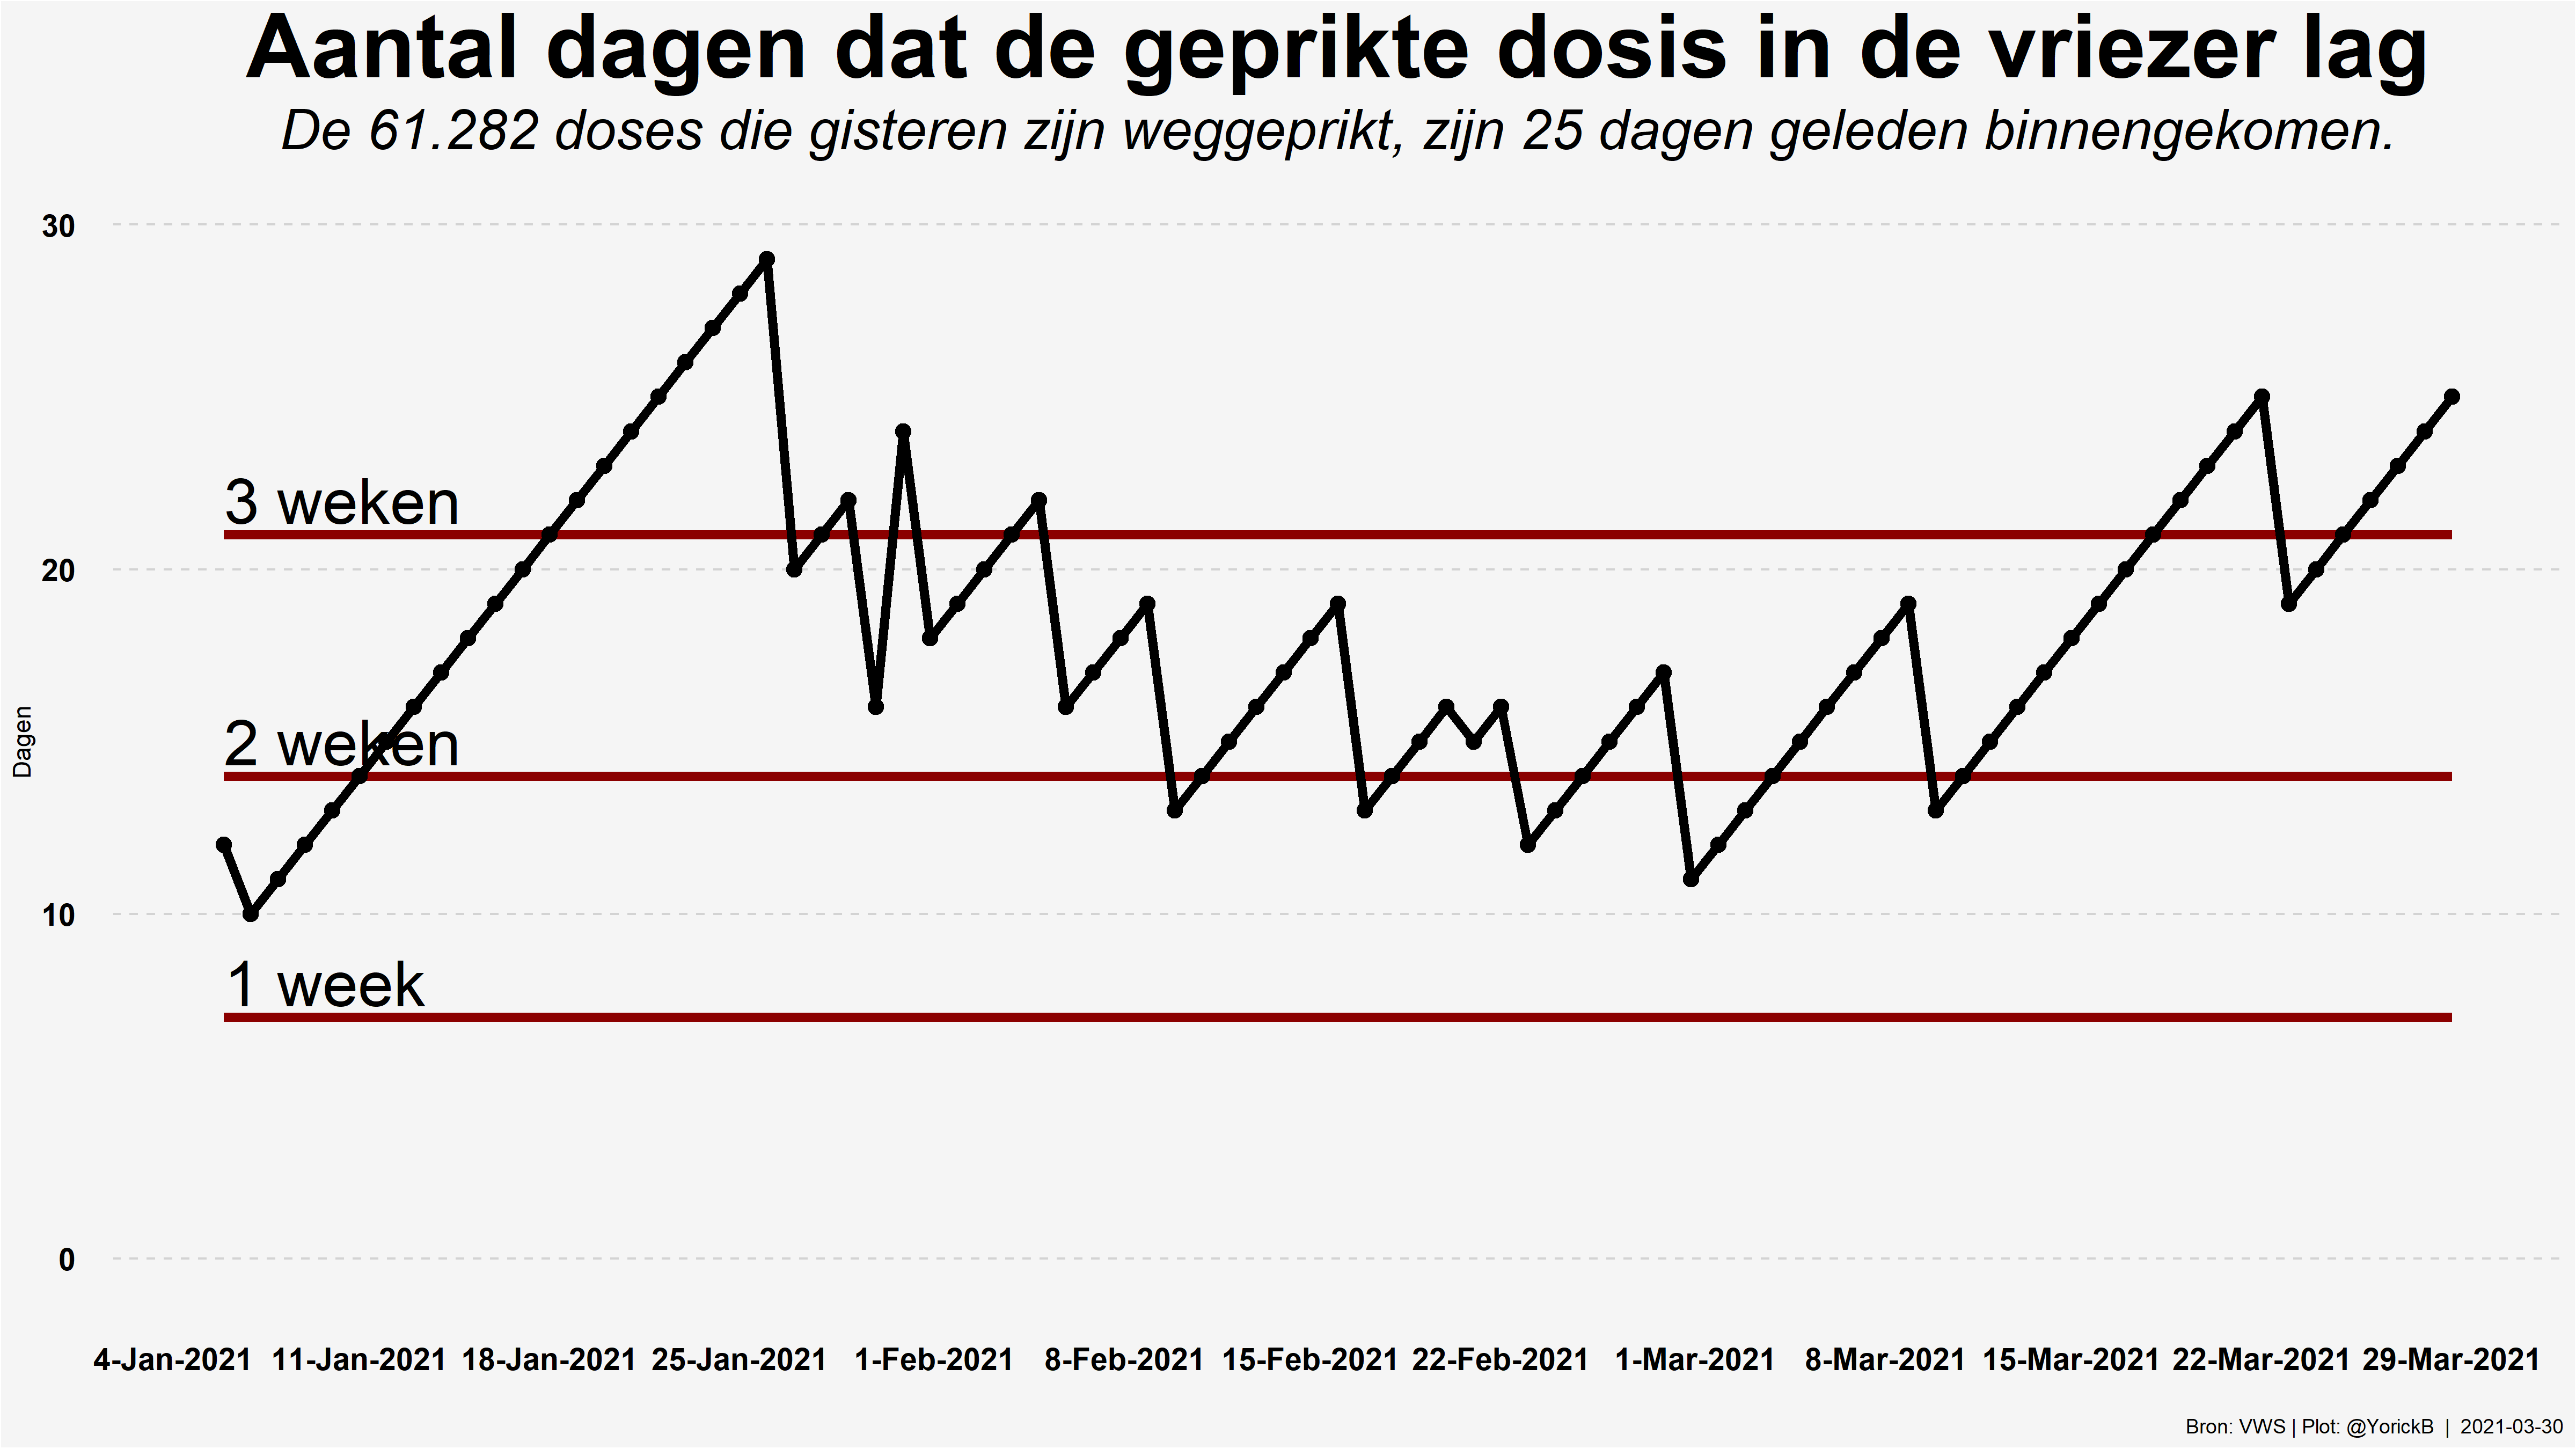 Aantal dagen dat de geprikte dosis in de vriezer lag
De 61.282 doses die gisteren zijn weggeprikt, zijn 25 dagen geleden binnengekomen.
30
3 weken
20
2 weken
Dagen
10
1 week
0
4-Jan-2021 11-Jan-2021 18-Jan-2021 25-Jan-2021 1-Feb-2021 8-Feb-2021 15-Feb-2021 22-Feb-2021 1-Mar-2021 8-Mar-2021 15-Mar-2021 22-Mar-2021 29-Mar-2021
Bron: VWS | Plot: @YorickB | 2021-03-30